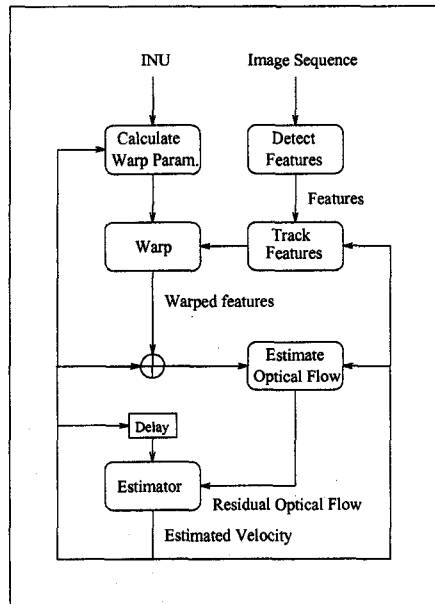 INU
Image Sequence
Calculate
Warp Param.
Detect
Features
Features
Warp
Track
Features
Warped features
Estimate
Optical Flow
Delay
Estimator
Residual Optical Flow
Estimated Velocity